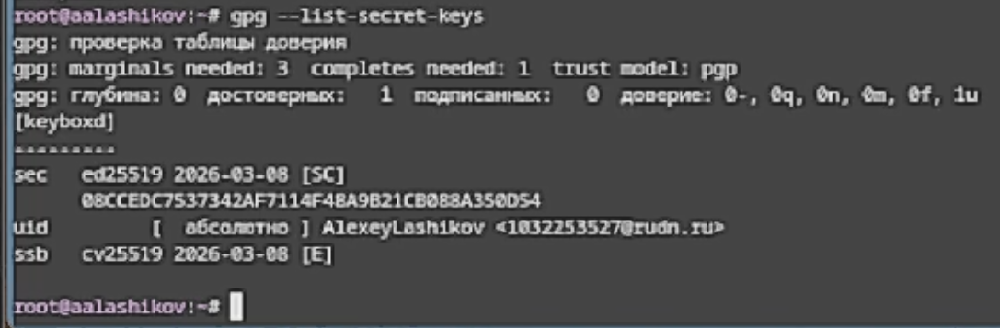 root@aalashikov:~# gpg --list-secret-keys
gpg: проверка таблицы доверия
gpg: marginals needed: 3  completes needed: 1  trust model: pgp
gpg: глубина: 0  достоверных:   1  подписанных:   0  доверие: 0-, 0q, 0n, 0m, 0f, 1u
[keyboxd]
---------
sec   ed25519 2026-03-08 [SC]
      08CCEDC7537342AF7114F4BA9B21CB088A350D54
uid         [  абсолютно ] AlexeyLashikov <1032253527@rudn.ru>
ssb   cv25519 2026-03-08 [E]
root@aalashikov:~#